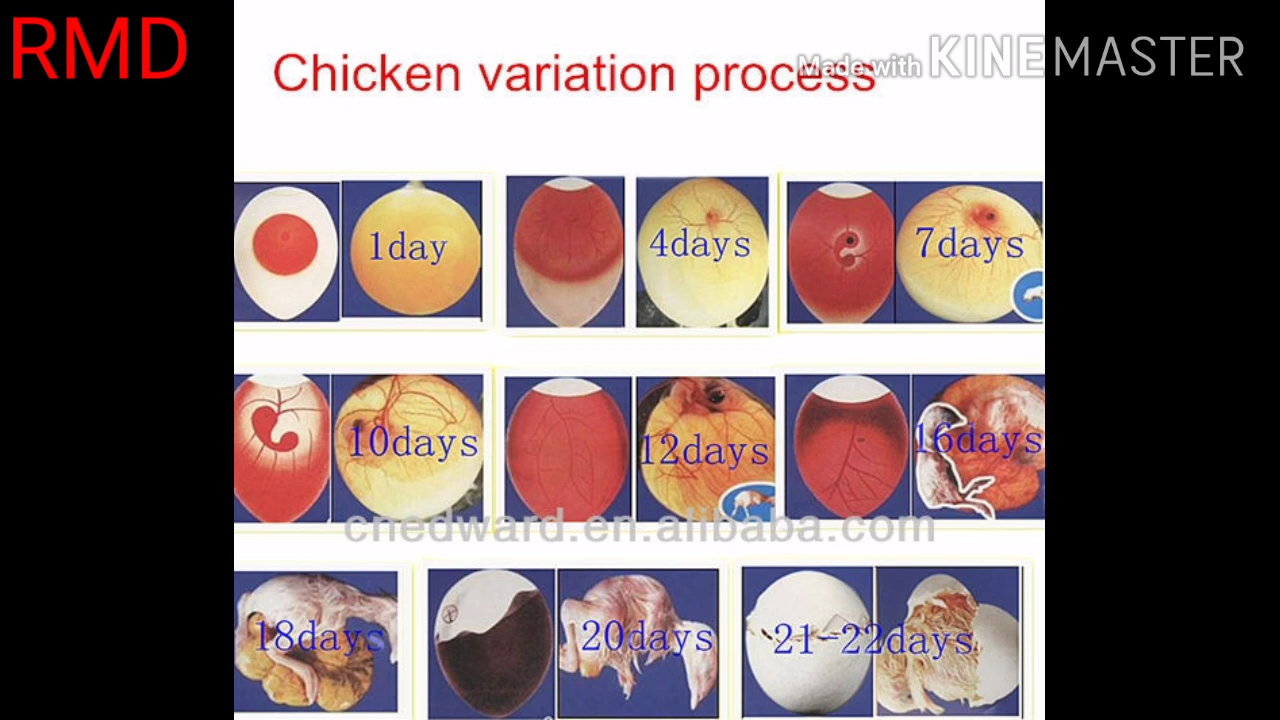 RMD
Made with KINEMASTER
Chicken variation process
1day
4days
7days
10days
12days
16days
cnedward.en.alibaba.com
18days
20days
21-22days